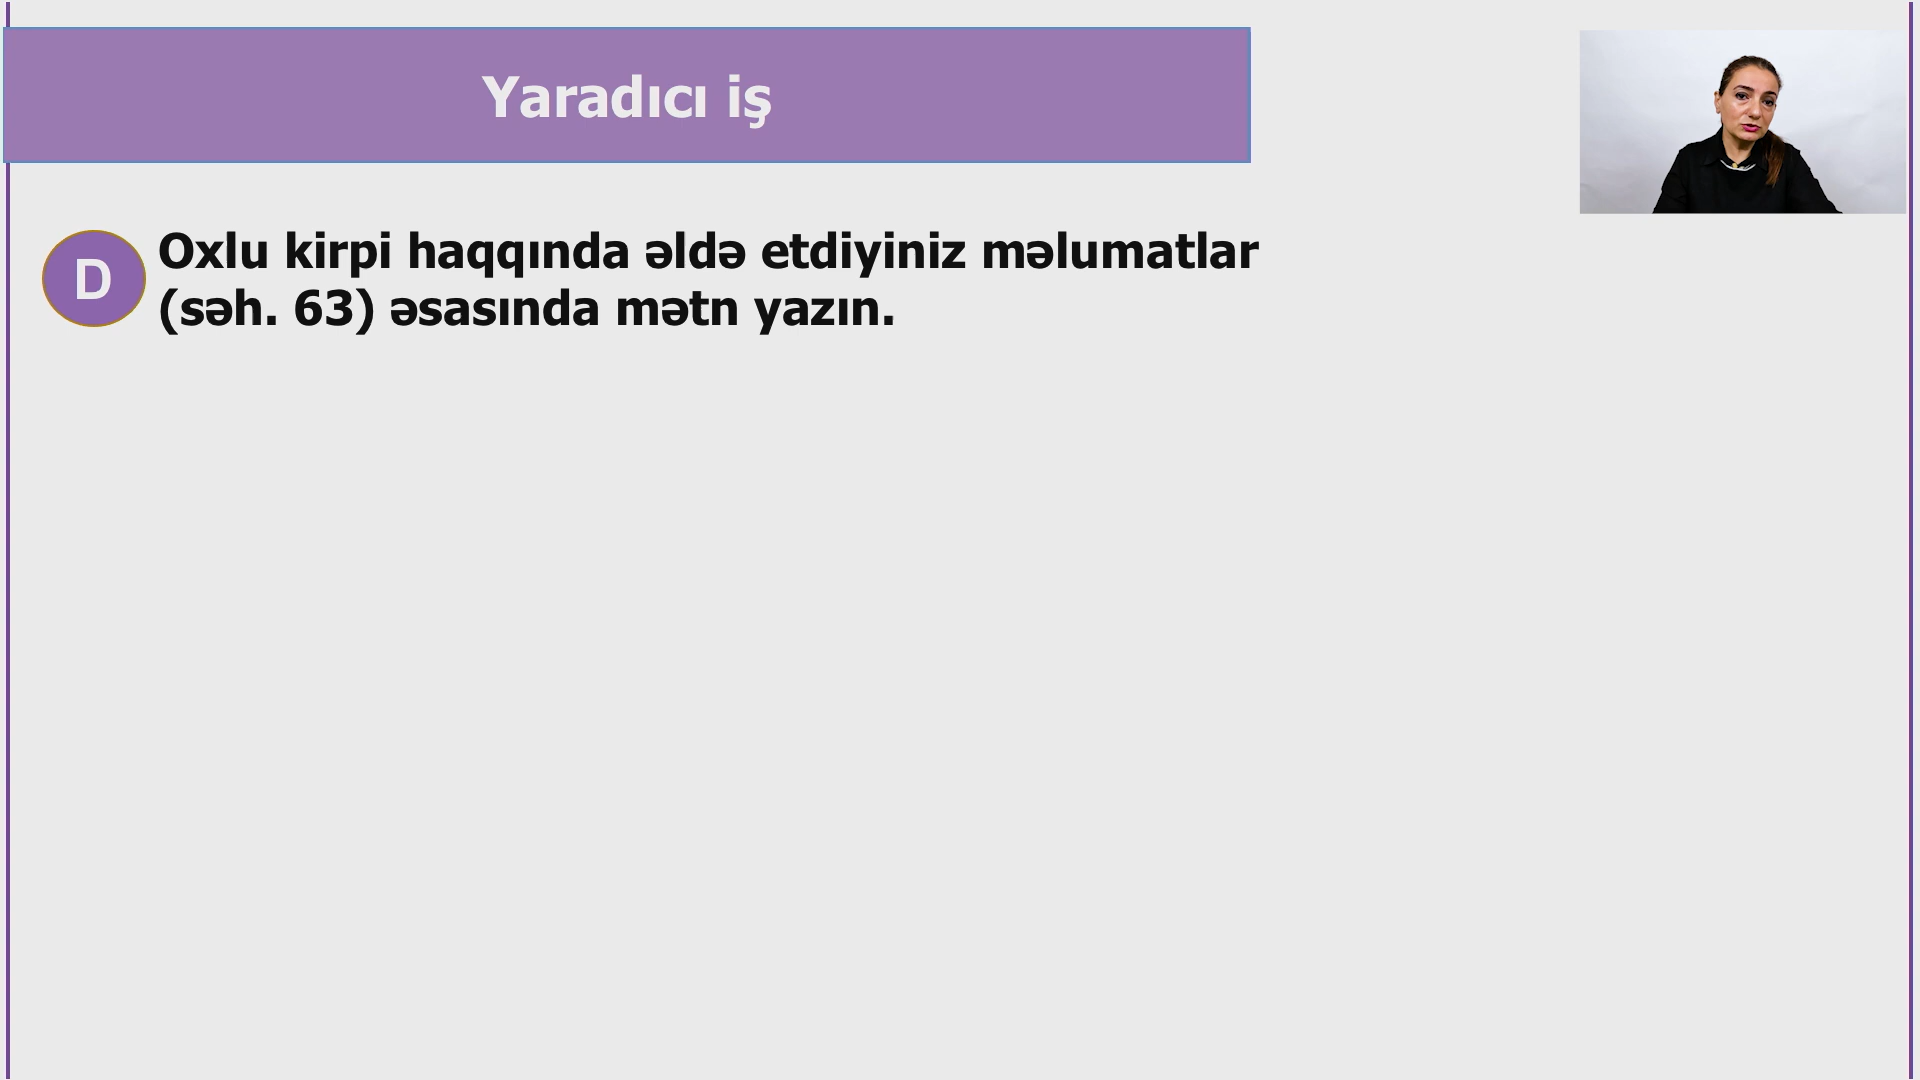 Yaradıcı iş
D
Oxlu kirpi haqqında əldə etdiyiniz məlumatlar
(səh. 63) əsasında mətn yazın.